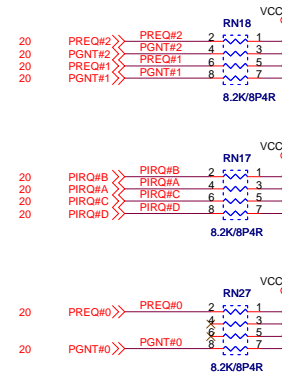 VCC
RN18
20 PREQ#2 PREQ#2 2 1
20 PGNT#2 PGNT#2 4 3
20 PREQ#1 PREQ#1 6 5
20 PGNT#1 PGNT#1 8 7
8.2K/8P4R
VCC
RN17
20 PIRQ#B PIRQ#B 2 1
20 PIRQ#A PIRQ#A 4 3
20 PIRQ#C PIRQ#C 6 5
20 PIRQ#D PIRQ#D 8 7
8.2K/8P4R
VCC
RN27
20 PREQ#0 PREQ#0 2 1
4 3
6 5
20 PGNT#0 PGNT#0 8 7
8.2K/8P4R